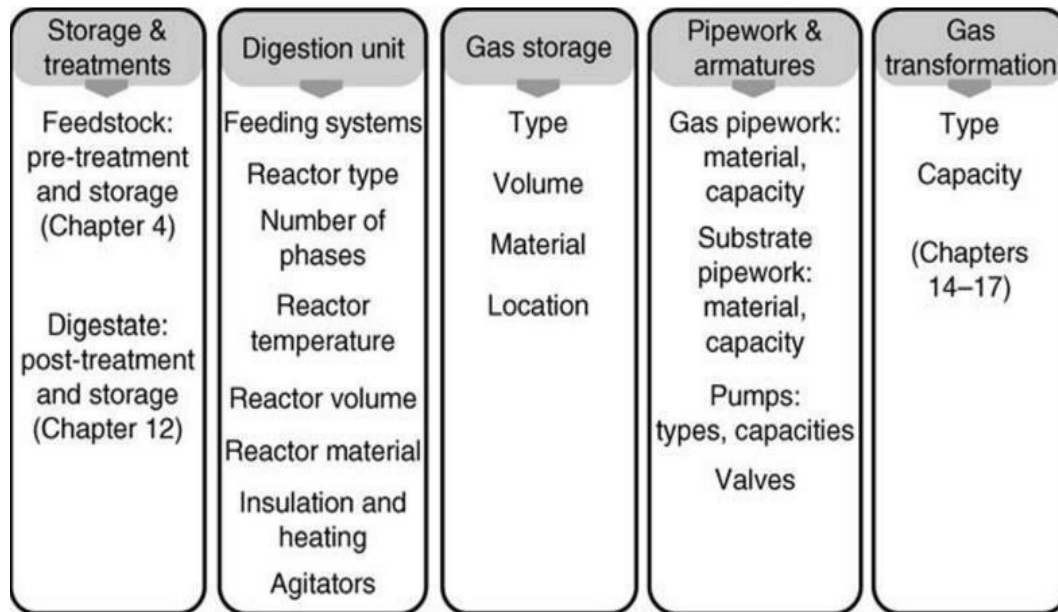 Storage &
treatments
Feedstock:
pre-treatment
and storage
(Chapter 4)
Digestate:
post-treatment
and storage
(Chapter 12)
Digestion unit
Feeding systems
Reactor type
Number of
phases
Reactor
temperature
Reactor volume
Reactor material
Insulation and
heating
Agitators
Gas storage
Type
Volume
Material
Location
Pipework &
armatures
Gas pipework:
material,
capacity
Substrate
pipework:
material,
capacity
Pumps:
types, capacities
Valves
Gas
transformation
Type
Capacity
(Chapters
14–17)